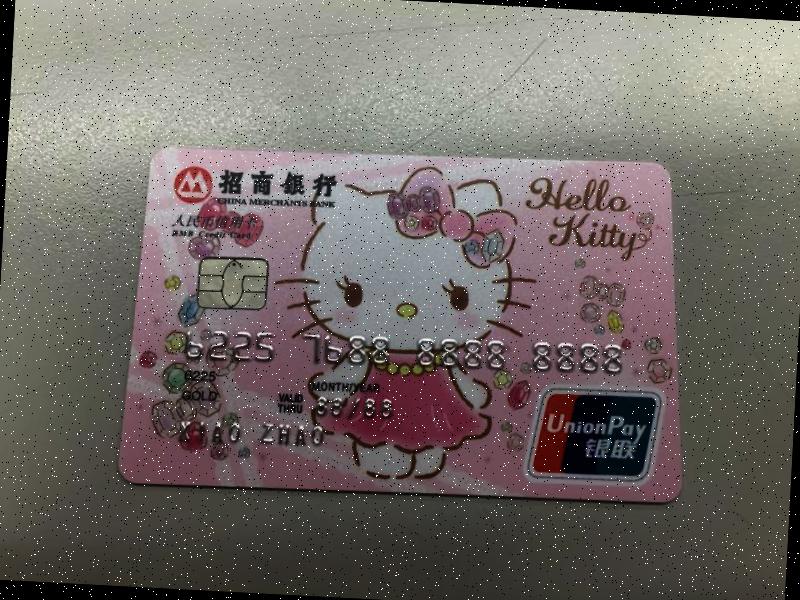 招商银行
CHINA MERCHANTS BANK
人民币信用卡
RMB Credit Card
Hello
Kitty
6225 7688 8888 8888
6225
GOLD
MONTH/YEAR
VALID
THRU 88/88
XIAO ZHAO
UnionPay
银联